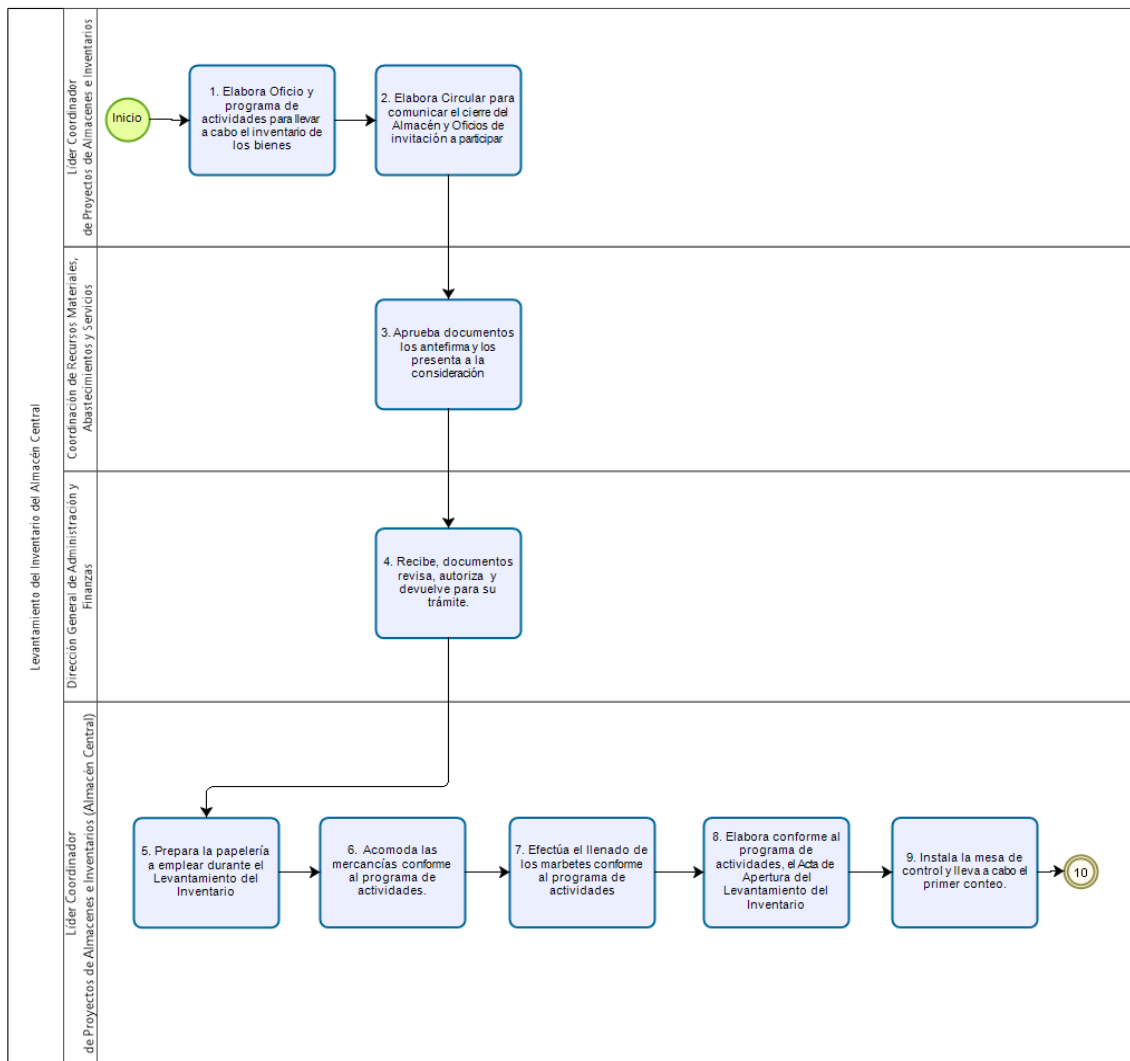 Levantamiento del Inventario del Almacén Central
Líder Coordinador
de Proyectos de Almacenes e Inventarios
Inicio
1. Elabora Oficio y
programa de
actividades para llevar
a cabo el inventario de
los bienes
2. Elabora Circular para
comunicar el cierre del
Almacén y Oficios de
invitación a participar
Coordinación de Recursos Materiales,
Abastecimientos y Servicios
3. Aprueba documentos
los antefirma y los
presenta a la
consideración
Dirección General de Administración y
Finanzas
4. Recibe, documentos
revisa, autoriza y
devuelve para su
trámite.
Líder Coordinador
de Proyectos de Almacenes e Inventarios (Almacén Central)
5. Prepara la papelería
a emplear durante el
Levantamiento del
Inventario
6. Acomoda las
mercancías conforme
al programa de
actividades.
7. Efectúa el llenado de
los marbetes conforme
al programa de
actividades
8. Elabora conforme al
programa de
actividades, el Acta de
Apertura del
Levantamiento del
Inventario
9. Instala la mesa de
control y lleva a cabo el
primer conteo.
10